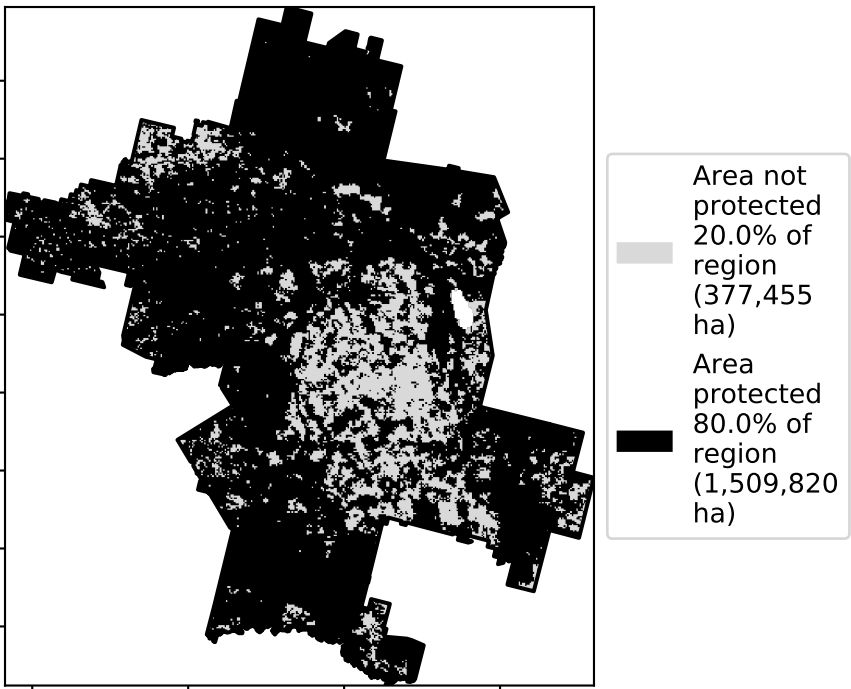 Area not
protected
20.0% of
region
(377,455
ha)
Area
protected
80.0% of
region
(1,509,820
ha)